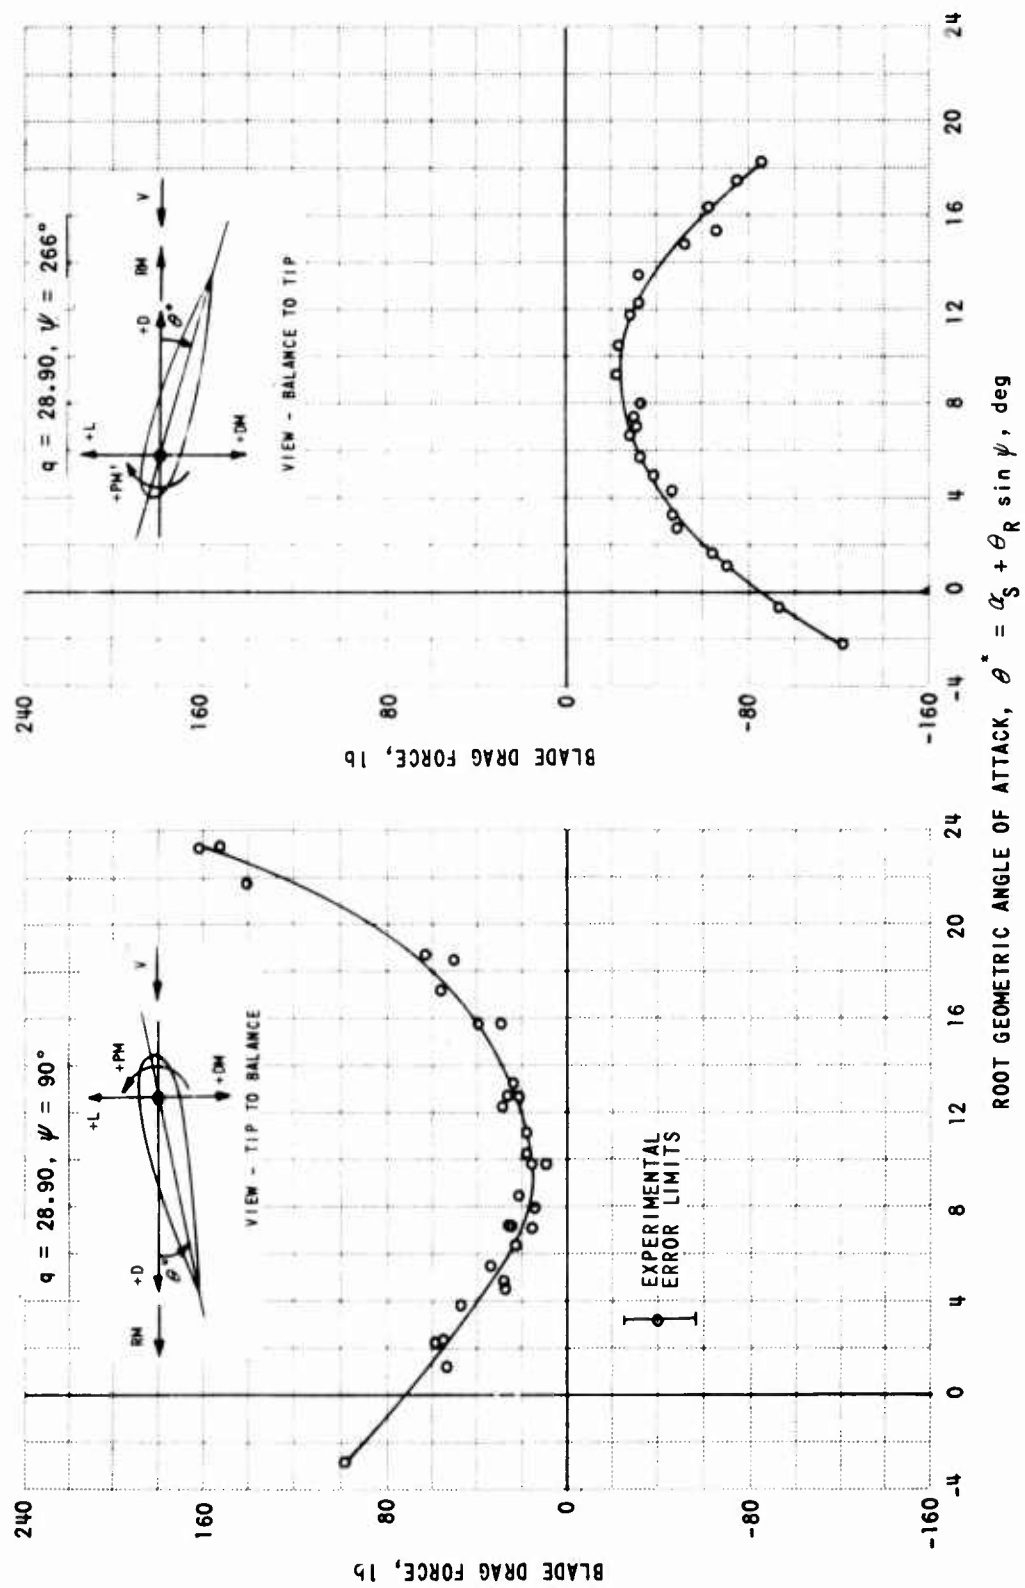 q = 28.90, ψ = 90°
+L
+PM
V
+D
RM
θ*
+DM
VIEW - TIP TO BALANCE
240
160
80
0
-80
-160
BLADE DRAG FORCE, lb
EXPERIMENTAL
ERROR LIMITS
-4 0 4 8 12 16 20 24
q = 28.90, ψ = 266°
+L
+PM'
+D
RM
V
θ*
+DM
VIEW - BALANCE TO TIP
240
160
80
0
-80
-160
BLADE DRAG FORCE, lb
-4 0 4 8 12 16 20 24
ROOT GEOMETRIC ANGLE OF ATTACK, θ* = αS + θR sin ψ, deg